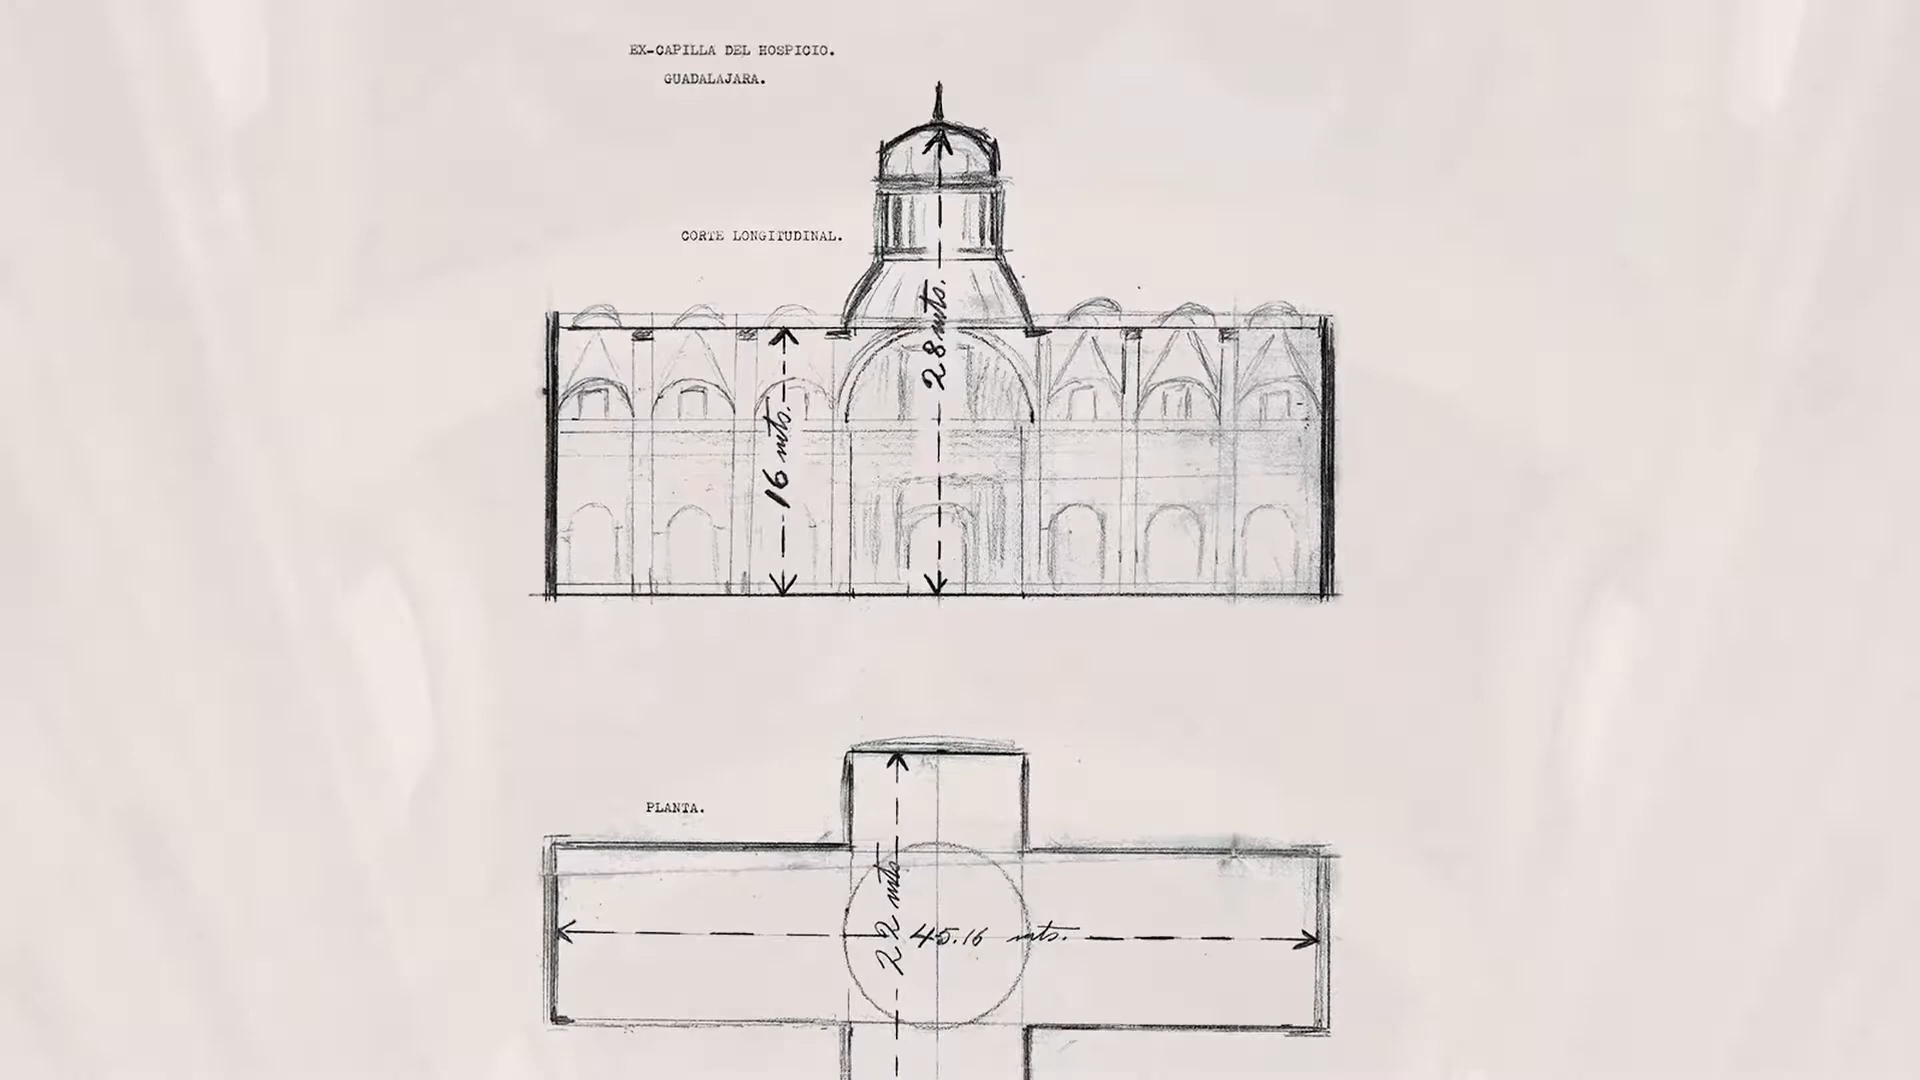 EX-CAPILLA DEL HOSPICIO.
GUADALAJARA.
CORTE LONGITUDINAL.
28 mts.
16 mts.
PLANTA.
22 mts
45.16 mts.